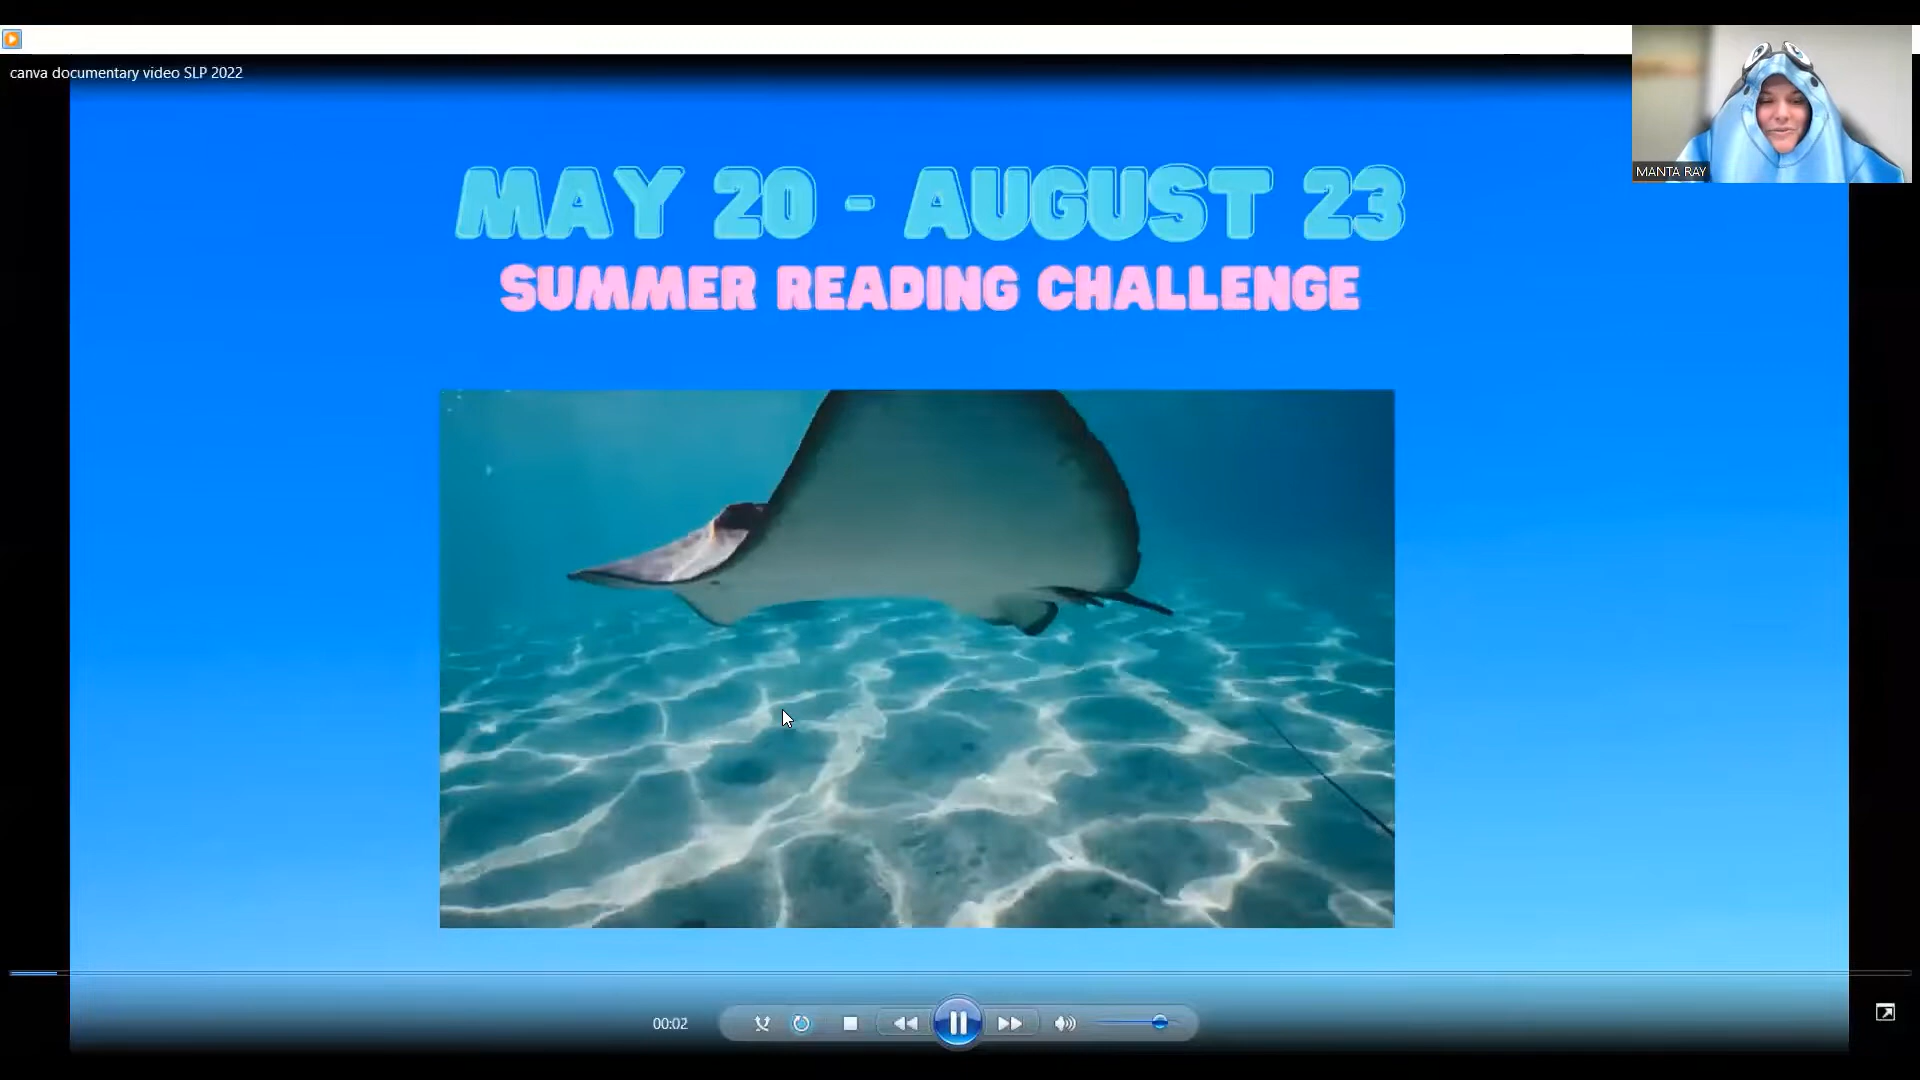 canva documentary video SLP 2022
MANTA RAY
MAY 20 - AUGUST 23
SUMMER READING CHALLENGE
00:02